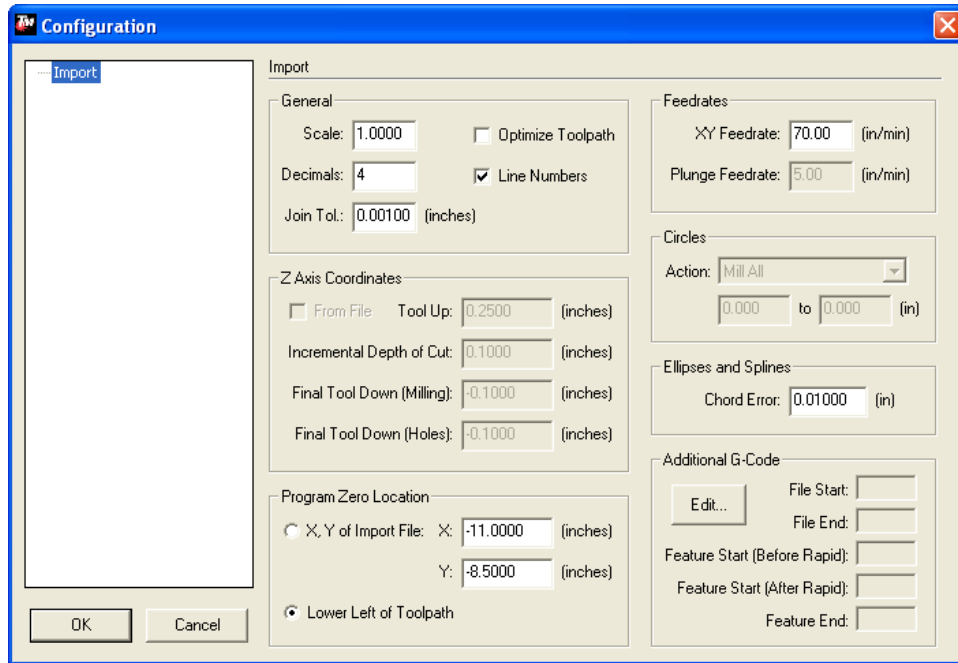 Configuration
Import
Import
General
Scale: 1.0000 Optimize Toolpath
Decimals: 4 Line Numbers
Join Tol.: 0.00100 (inches)
Z Axis Coordinates
From File Tool Up: 0.2500 (inches)
Incremental Depth of Cut: 0.1000 (inches)
Final Tool Down (Milling): -0.1000 (inches)
Final Tool Down (Holes): -0.1000 (inches)
Program Zero Location
X, Y of Import File: X: -11.0000 (inches)
Y: -8.5000 (inches)
Lower Left of Toolpath
Feedrates
XY Feedrate: 70.00 (in/min)
Plunge Feedrate: 5.00 (in/min)
Circles
Action: Mill All
0.000 to 0.000 (in)
Ellipses and Splines
Chord Error: 0.01000 (in)
Additional G-Code
Edit... File Start:
File End:
Feature Start (Before Rapid):
Feature Start (After Rapid):
Feature End:
OK Cancel